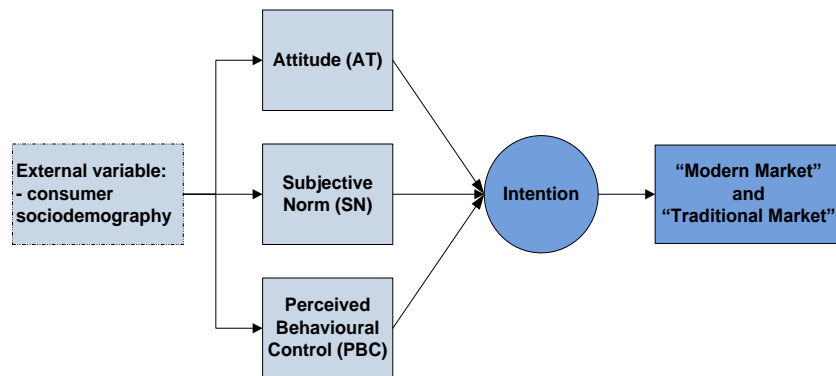 Attitude (AT)
External variable:
- consumer
sociodemography
Subjective
Norm (SN)
Intention
“Modern Market”
and
“Traditional Market”
Perceived
Behavioural
Control (PBC)